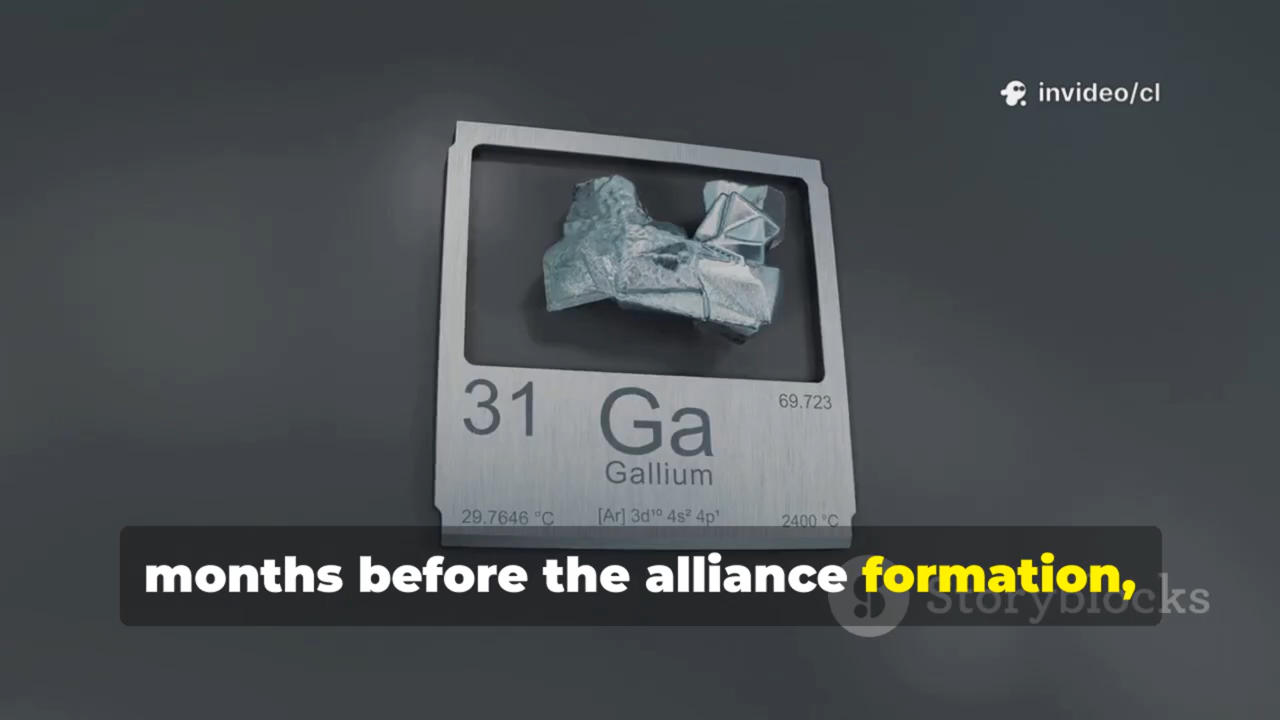 invideo/cl
31
Ga
69.723
Gallium
29.7646 °C
[Ar] 3d¹⁰ 4s² 4p¹
2400 °C
months before the alliance formation,
Storyblocks